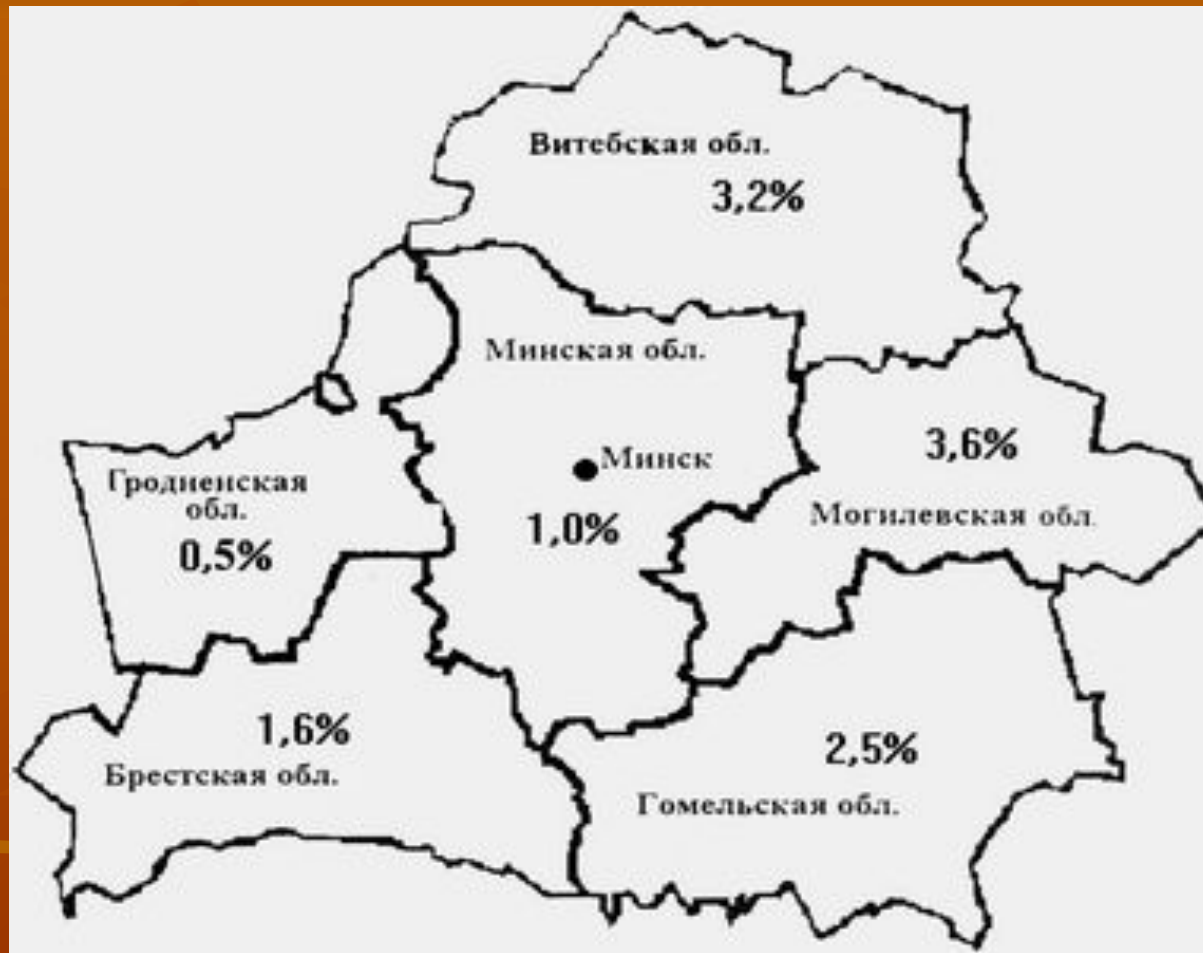 Витебская обл.
3,2%
Минская обл.
Минск
1,0%
3,6%
Могилевская обл.
Гродненская
обл.
0,5%
1,6%
Брестская обл.
2,5%
Гомельская обл.